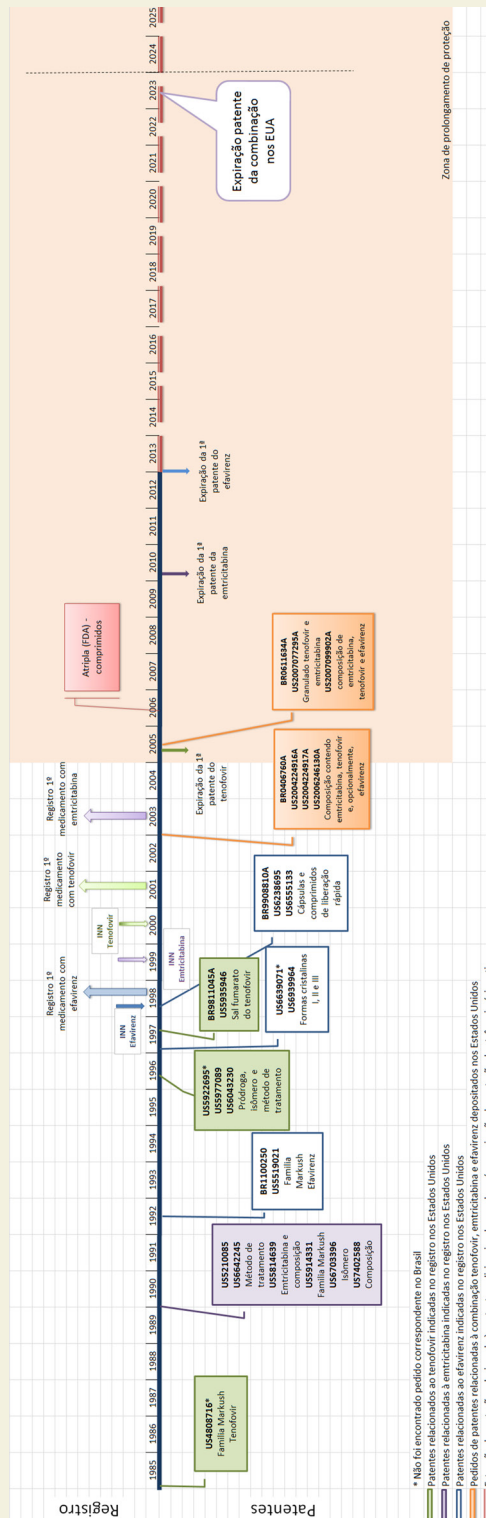 Registro
Patentes
1985
1986
1987
1988
1989
1990
1991
1992
1993
1994
1995
1996
1997
1998
1999
2000
2001
2002
2003
2004
2005
2006
2007
2008
2009
2010
2011
2012
2013
2014
2015
2016
2017
2018
2019
2020
2021
2022
2023
2024
2025
Registro 1º
medicamento com
efavirenz
INN
Efavirenz
INN
Emtricitabina
INN
Tenofovir
Registro 1º
medicamento
com tenofovir
Registro 1º
medicamento com
emtricitabina
Atripla (FDA) -
comprimidos
US4808716*
Familia Markush
Tenofovir
US5210085
US6642245
Método de
tratamento
US5814639
Emtricitabina e
composição
US5914331
Familia Markush
US6703396
Isômero
US7402588
Composição
BR1100250
US5519021
Familia
Markush
Efavirenz
US5922695*
US5977089
US6043230
Pródroga,
isômero e
método de
tratamento
BR9811045A
US5935946
Sal fumarato
do tenofovir
US6639071*
US6939964
Formas cristalinas
I, II e III
BR9908810A
US6238695
US6555133
Cápsulas e
comprimidos
de liberação
rápida
Expiração da 1ª
patente do
tenofovir
BR0406760A
US2004224916A
US2004224917A
US2006246130A
Composição contendo
emtricitabina, tenofovir
e, opcionalmente,
efavirenz
BR0611634A
US2007077295A
Granulado tenofovir e
emtricitabina
US2007099902A
composição de
emtricitabina,
tenofovir e efavirenz
Expiração da 1ª
patente da
emtricitabina
Expiração da 1ª
patente do
efavirenz
Expiração patente
da combinação
nos EUA
Zona de prolongamento de proteção
* Não foi encontrado pedido correspondente no Brasil
Patentes relacionados ao tenofovir indicadas no registro nos Estados Unidos
Patentes relacionadas à emtricitabina indicadas no registro nos Estados Unidos
Patentes relacionadas ao efavirenz indicadas no registro nos Estados Unidos
Pedidos de patentes relacionadas à combinação tenofovir, emtricitabina e efavirenz depositados nos Estados Unidos